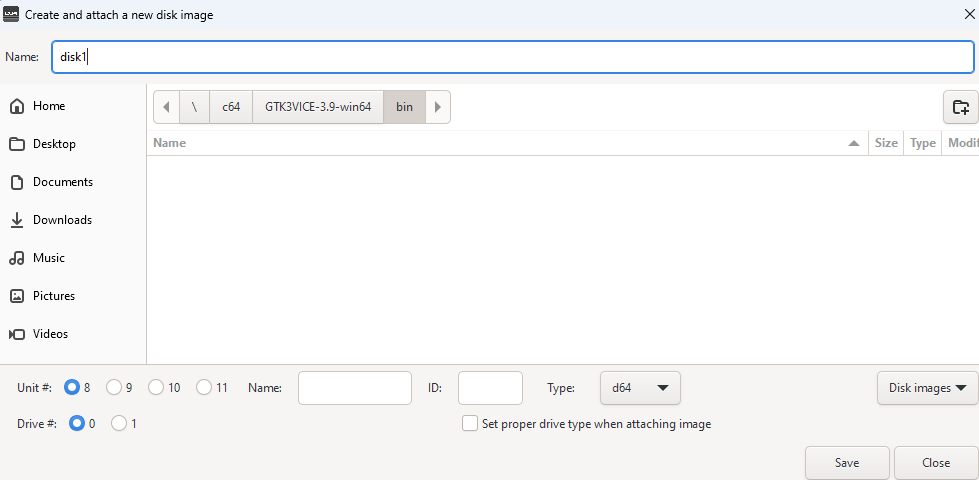 Create and attach a new disk image
Name: disk1
Home
Desktop
Documents
Downloads
Music
Pictures
Videos
\ c64 GTK3VICE-3.9-win64 bin
Name Size Type Modif
Unit #: 8 9 10 11 Name: ID: Type: d64 Disk images
Drive #: 0 1 Set proper drive type when attaching image
Save Close